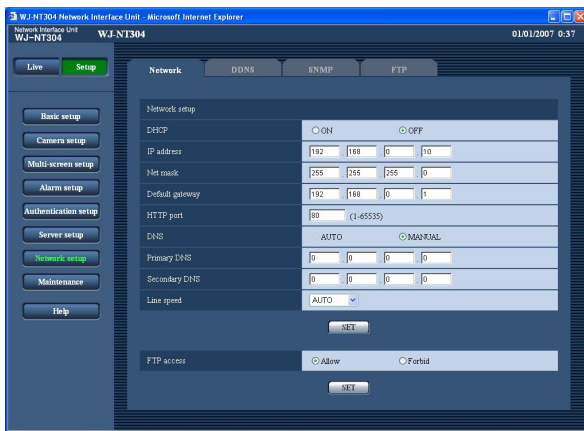 WJ-NT304 Network Interface Unit - Microsoft Internet Explorer
Network Interface Unit
WJ-NT304
WJ-NT304
01/01/2007 0:37
Live
Setup
Network
DDNS
SNMP
FTP
Basic setup
Camera setup
Multi-screen setup
Alarm setup
Authentication setup
Server setup
Network setup
Maintenance
Help
Network setup
DHCP ON OFF
IP address 192 . 168 . 0 . 10
Net mask 255 . 255 . 255 . 0
Default gateway 192 . 168 . 0 . 1
HTTP port 80 (1-65535)
DNS AUTO MANUAL
Primary DNS 0 . 0 . 0 . 0
Secondary DNS 0 . 0 . 0 . 0
Line speed AUTO
SET
FTP access Allow Forbid
SET